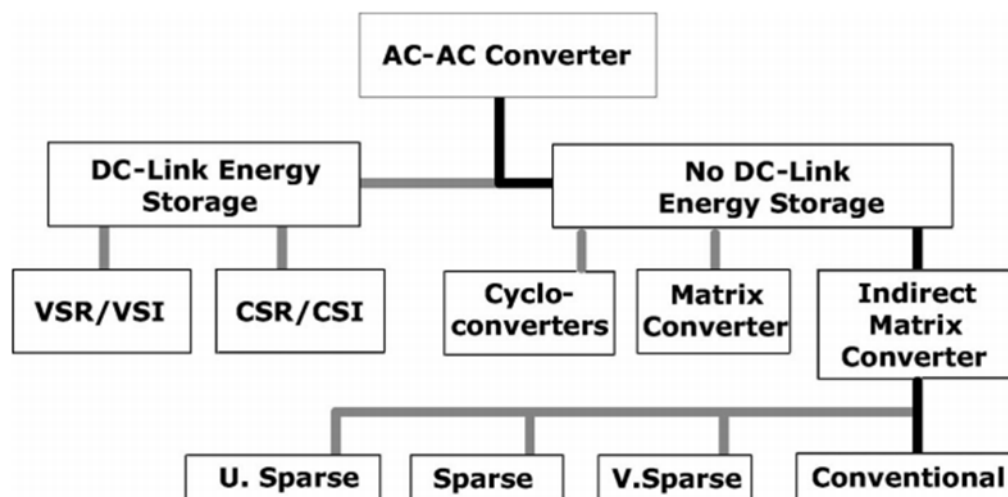 AC-AC Converter
DC-Link Energy
Storage
No DC-Link
Energy Storage
VSR/VSI
CSR/CSI
Cyclo-
converters
Matrix
Converter
Indirect
Matrix
Converter
U. Sparse
Sparse
V.Sparse
Conventional